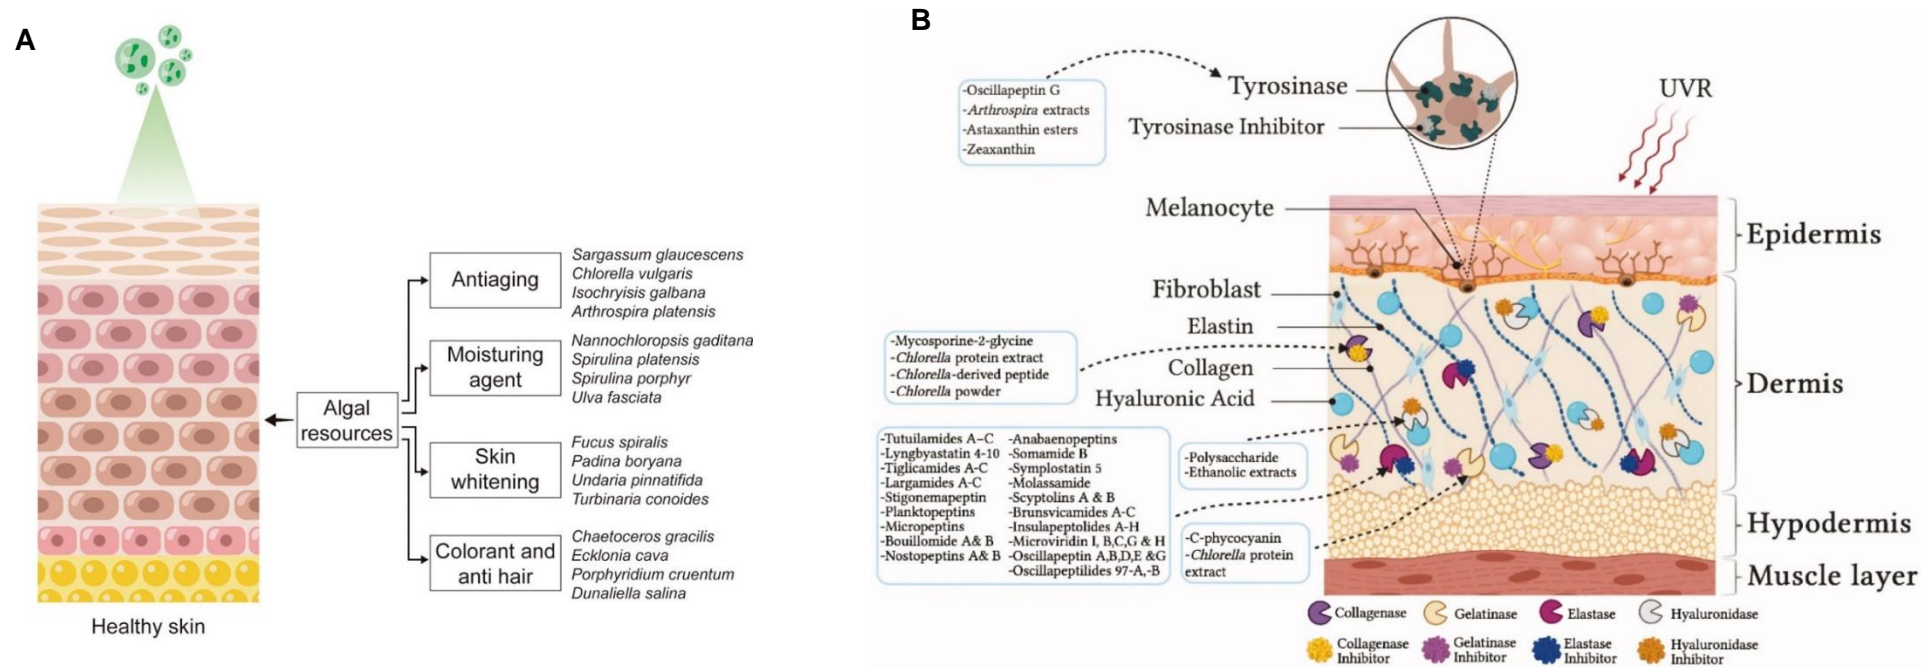 A
Healthy skin
Algal
resources
Antiaging
Sargassum glaucescens
Chlorella vulgaris
Isochryisis galbana
Arthrospira platensis
Moisturing
agent
Nannochloropsis gaditana
Spirulina platensis
Spirulina porphyr
Ulva fasciata
Skin
whitening
Fucus spiralis
Padina boryana
Undaria pinnatifida
Turbinaria conoides
Colorant and
anti hair
Chaetoceros gracilis
Ecklonia cava
Porphyridium cruentum
Dunaliella salina
B
-Oscillapeptin G
-Arthrospira extracts
-Astaxanthin esters
-Zeaxanthin
Tyrosinase
Tyrosinase Inhibitor
UVR
Melanocyte
Fibroblast
Elastin
Collagen
Hyaluronic Acid
-Mycosporine-2-glycine
-Chlorella protein extract
-Chlorella-derived peptide
-Chlorella powder
-Tutuilamides A–C
-Lyngbyastatin 4-10
-Tiglicamides A-C
-Largamides A-C
-Stigonemapeptin
-Planktopeptins
-Micropeptins
-Bouillomide A& B
-Nostopeptins A& B
-Anabaenopeptins
-Somamide B
-Symplostatin 5
-Molassamide
-Scyptolins A & B
-Brunsvicamides A-C
-Insulapeptolides A-H
-Microviridin I, B,C,G & H
-Oscillapeptin A,B,D,E &G
-Oscillapeptilides 97-A,-B
-Polysaccharide
-Ethanolic extracts
-C-phycocyanin
-Chlorella protein
extract
Epidermis
Dermis
Hypodermis
Muscle layer
Collagenase
Gelatinase
Elastase
Hyaluronidase
Collagenase
Inhibitor
Gelatinase
Inhibitor
Elastase
Inhibitor
Hyaluronidase
Inhibitor